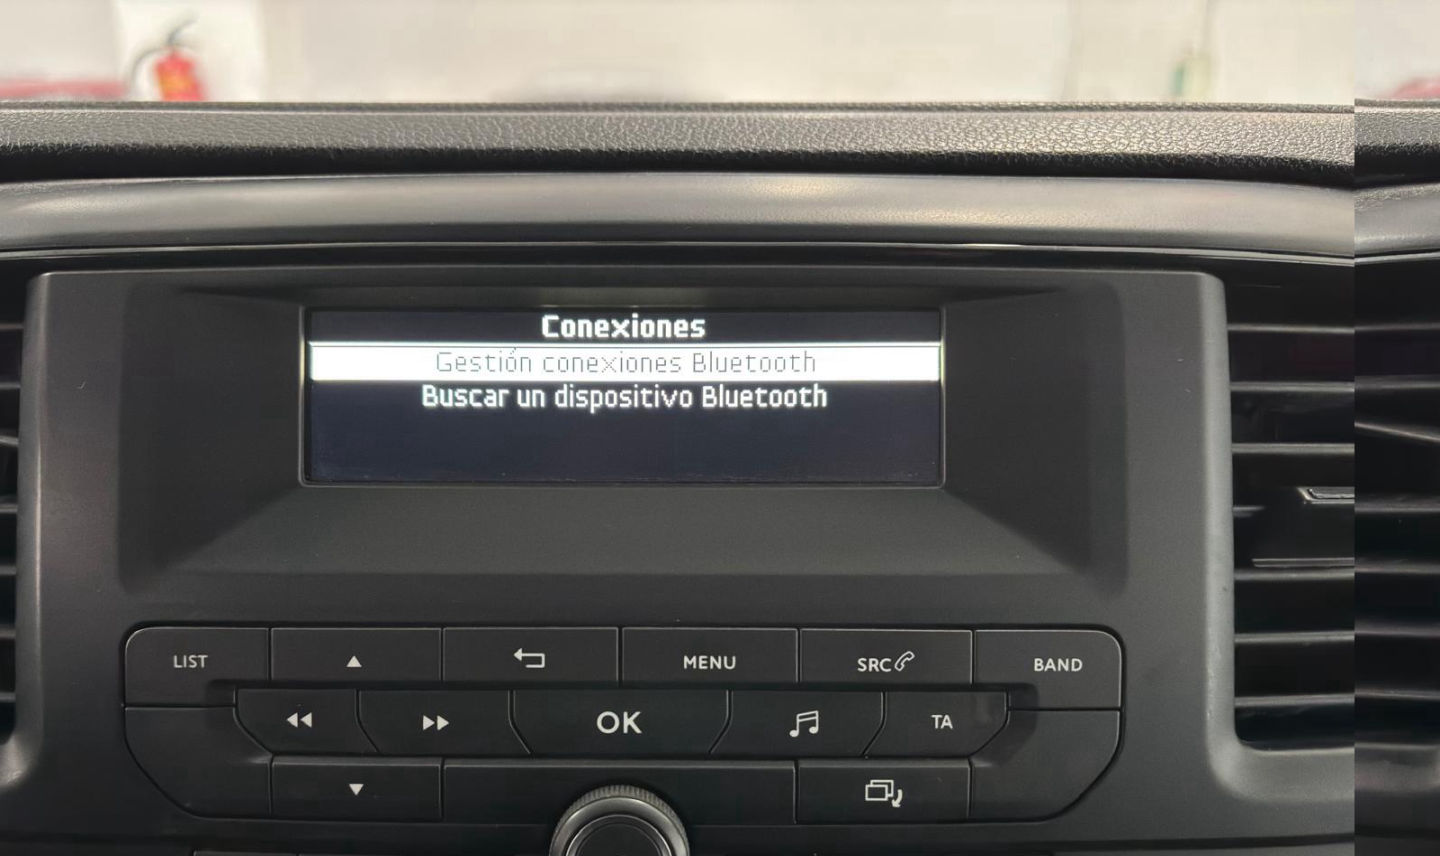 Conexiones
Gestión conexiones Bluetooth
Buscar un dispositivo Bluetooth
LIST
MENU
SRC
BAND
OK
TA